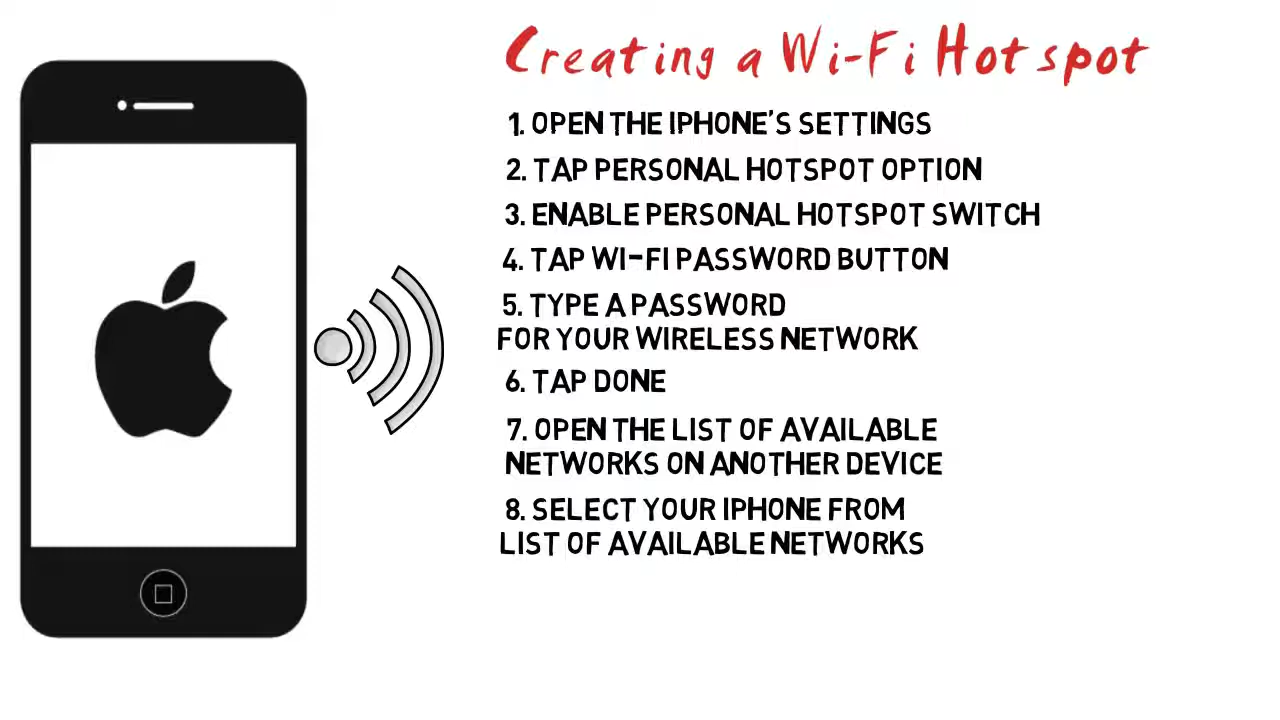 Creating a Wi-Fi Hotspot
1. OPEN THE IPHONE'S SETTINGS
2. TAP PERSONAL HOTSPOT OPTION
3. ENABLE PERSONAL HOTSPOT SWITCH
4. TAP WI-FI PASSWORD BUTTON
5. TYPE A PASSWORD
FOR YOUR WIRELESS NETWORK
6. TAP DONE
7. OPEN THE LIST OF AVAILABLE
NETWORKS ON ANOTHER DEVICE
8. SELECT YOUR IPHONE FROM
LIST OF AVAILABLE NETWORKS